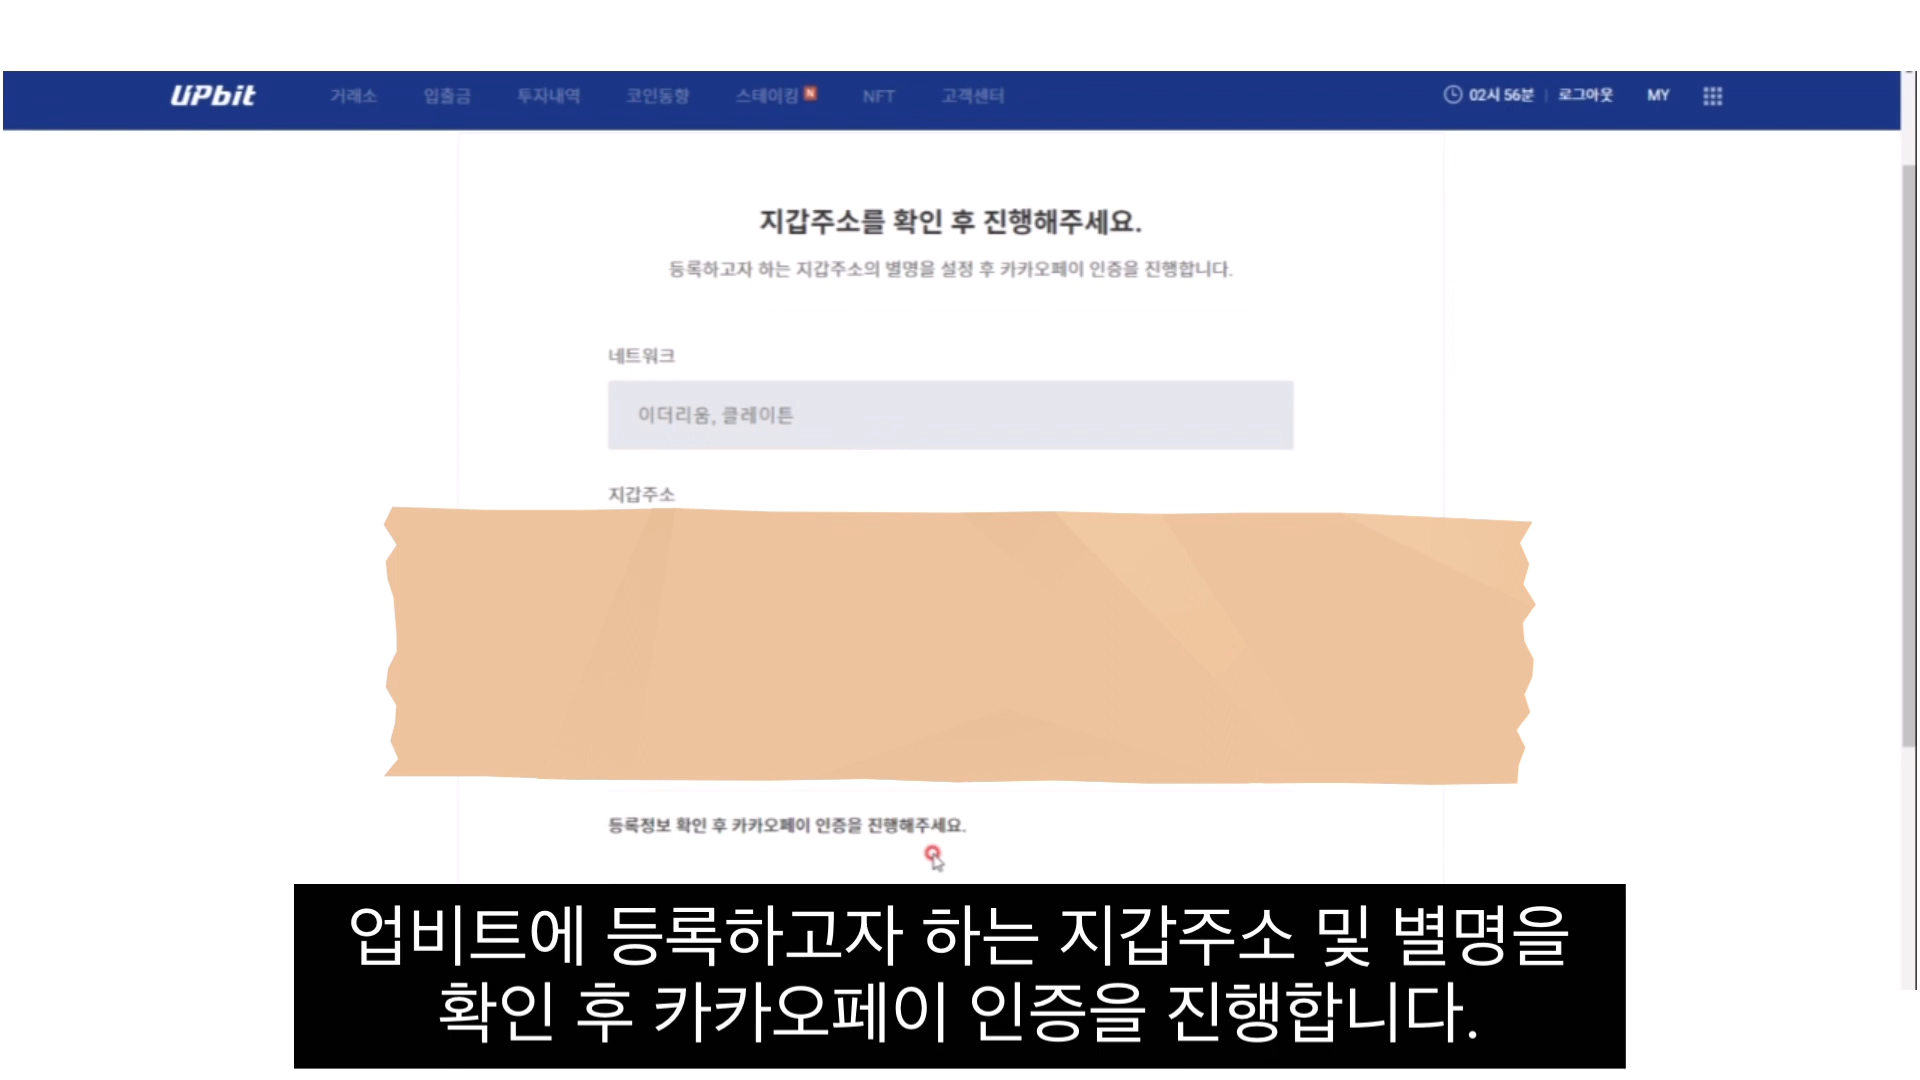 UPbit 거래소 입출금 투자내역 코인동향 스테이킹 N NFT 고객센터 02시 56분 로그아웃 MY
지갑주소를 확인 후 진행해주세요.
등록하고자 하는 지갑주소의 별명을 설정 후 카카오페이 인증을 진행합니다.
네트워크
이더리움, 클레이튼
지갑주소
등록정보 확인 후 카카오페이 인증을 진행해주세요.
업비트에 등록하고자 하는 지갑주소 및 별명을
확인 후 카카오페이 인증을 진행합니다.